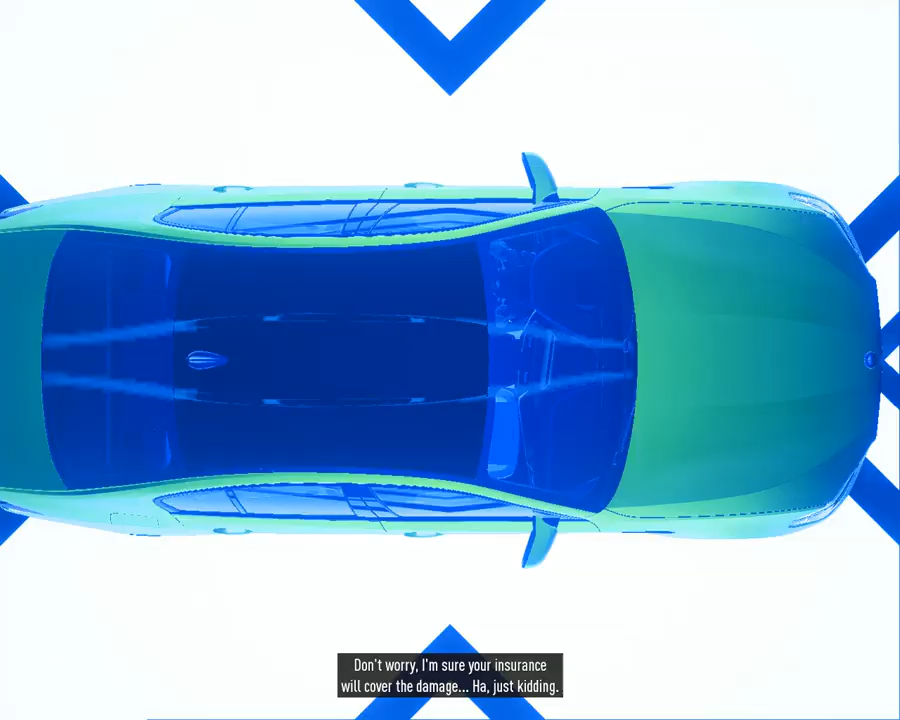 Don't worry, I'm sure your insurance
will cover the damage... Ha, just kidding.